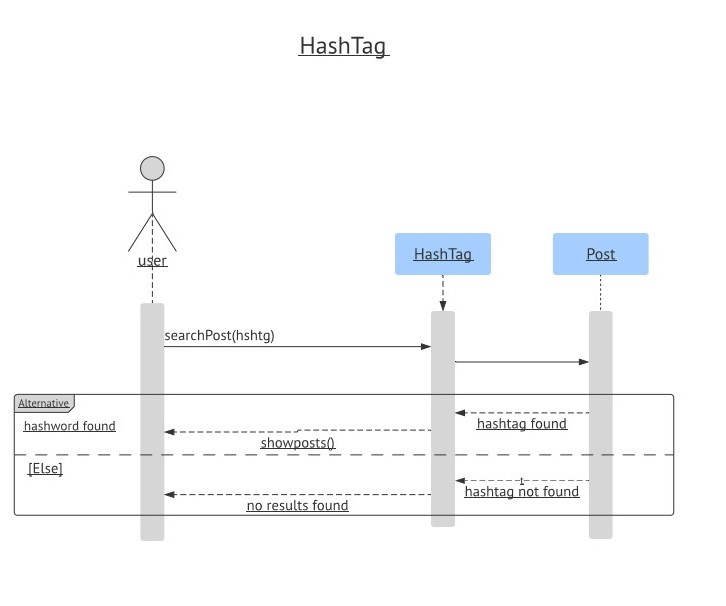 HashTag
user
HashTag
Post
searchPost(hshtg)
Alternative
hashword found
hashtag found
showposts()
[Else]
hashtag not found
no results found